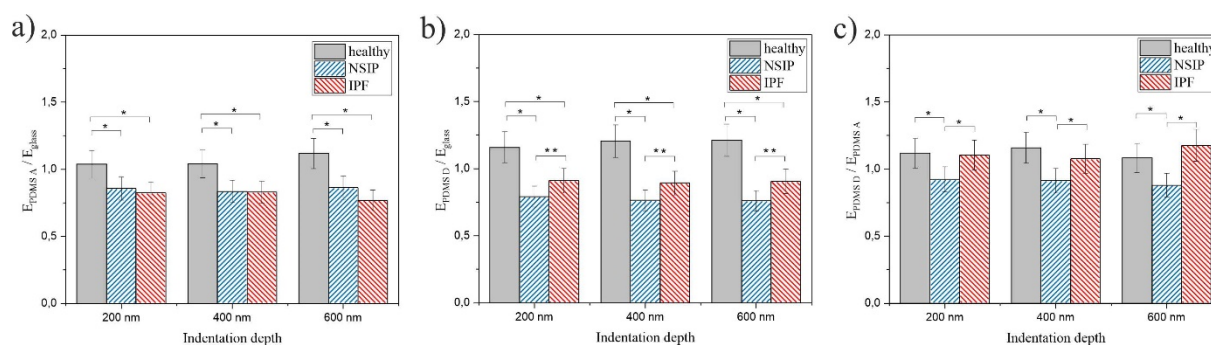 a)
2,0
1,5
1,0
0,5
0,0
E_PDMS A / E_glass
healthy
NSIP
IPF
*
*
*
*
*
*
200 nm
400 nm
600 nm
Indentation depth
b)
2,0
1,5
1,0
0,5
0,0
E_PDMS D / E_glass
healthy
NSIP
IPF
*
*
**
*
*
**
*
*
**
200 nm
400 nm
600 nm
Indentation depth
c)
2,0
1,5
1,0
0,5
0,0
E_PDMS D / E_PDMS A
healthy
NSIP
IPF
*
*
*
*
*
*
200 nm
400 nm
600 nm
Indentation depth